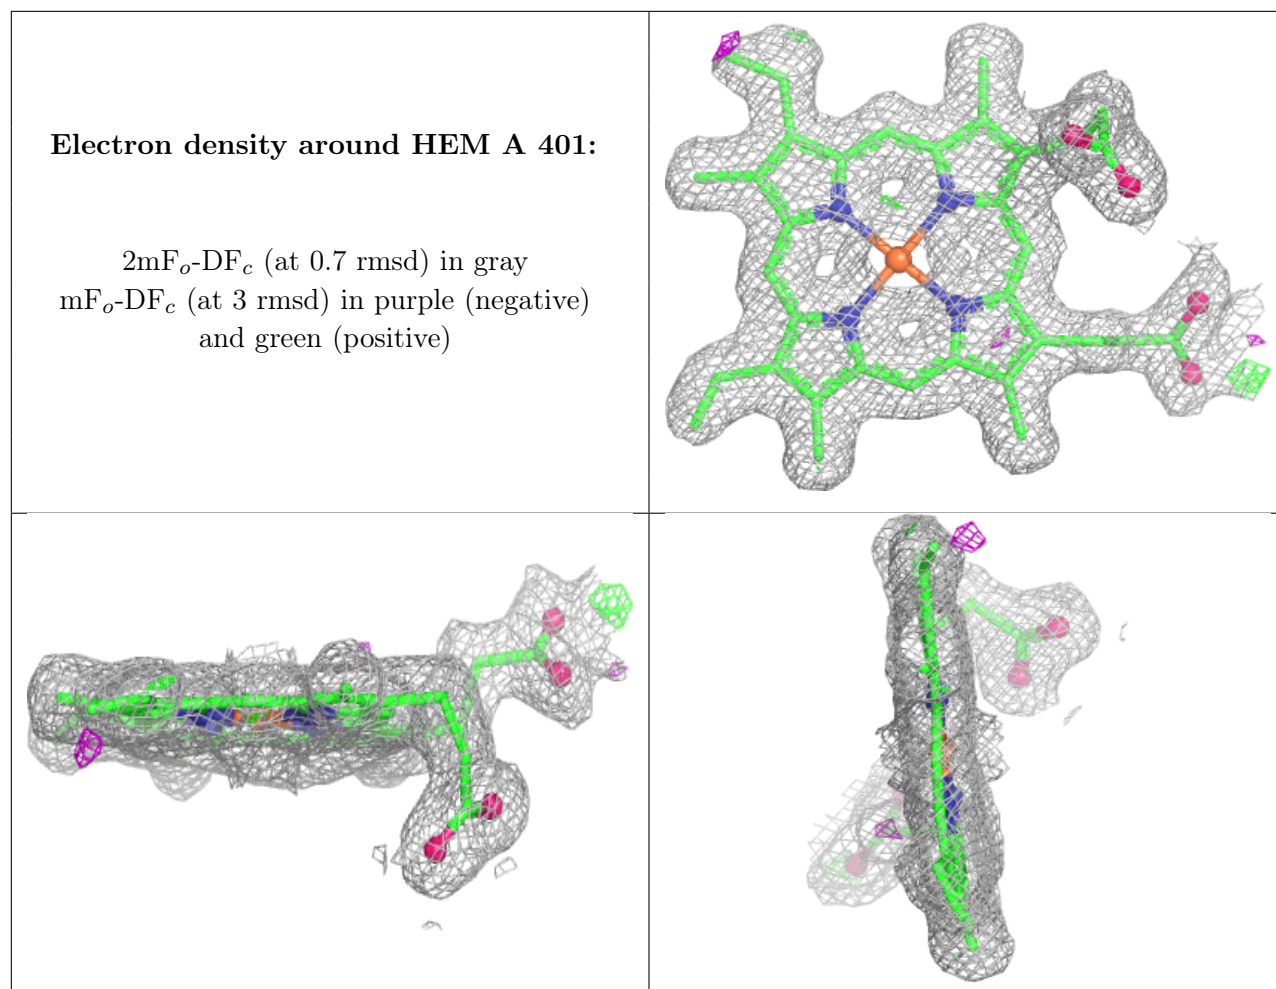 Electron density around HEM A 401:
2mFo-DFc (at 0.7 rmsd) in gray
mFo-DFc (at 3 rmsd) in purple (negative)
and green (positive)